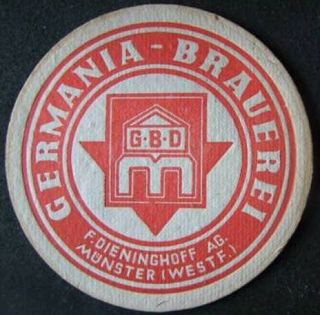 GERMANIA - BRAUEREI
G·B·D
F. DIENINGHOFF AG.
MÜNSTER (WESTF.)